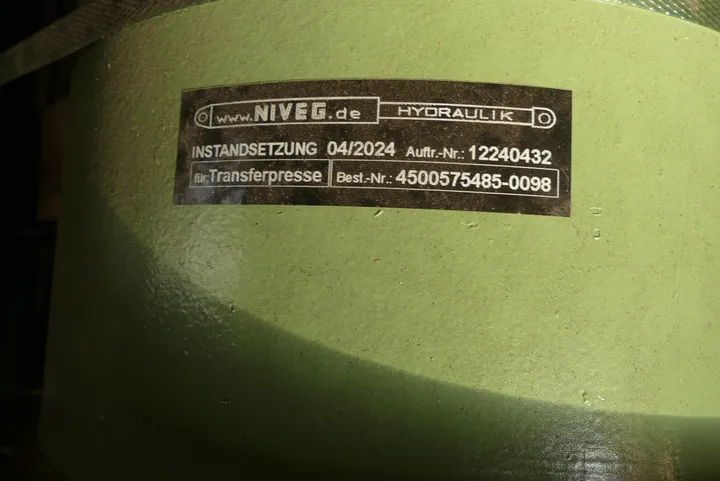 www.NIVEG.de HYDRAULIK
INSTANDSETZUNG 04/2024 Auftr.-Nr.: 12240432
für Transferpresse Best.-Nr.: 4500575485-0098